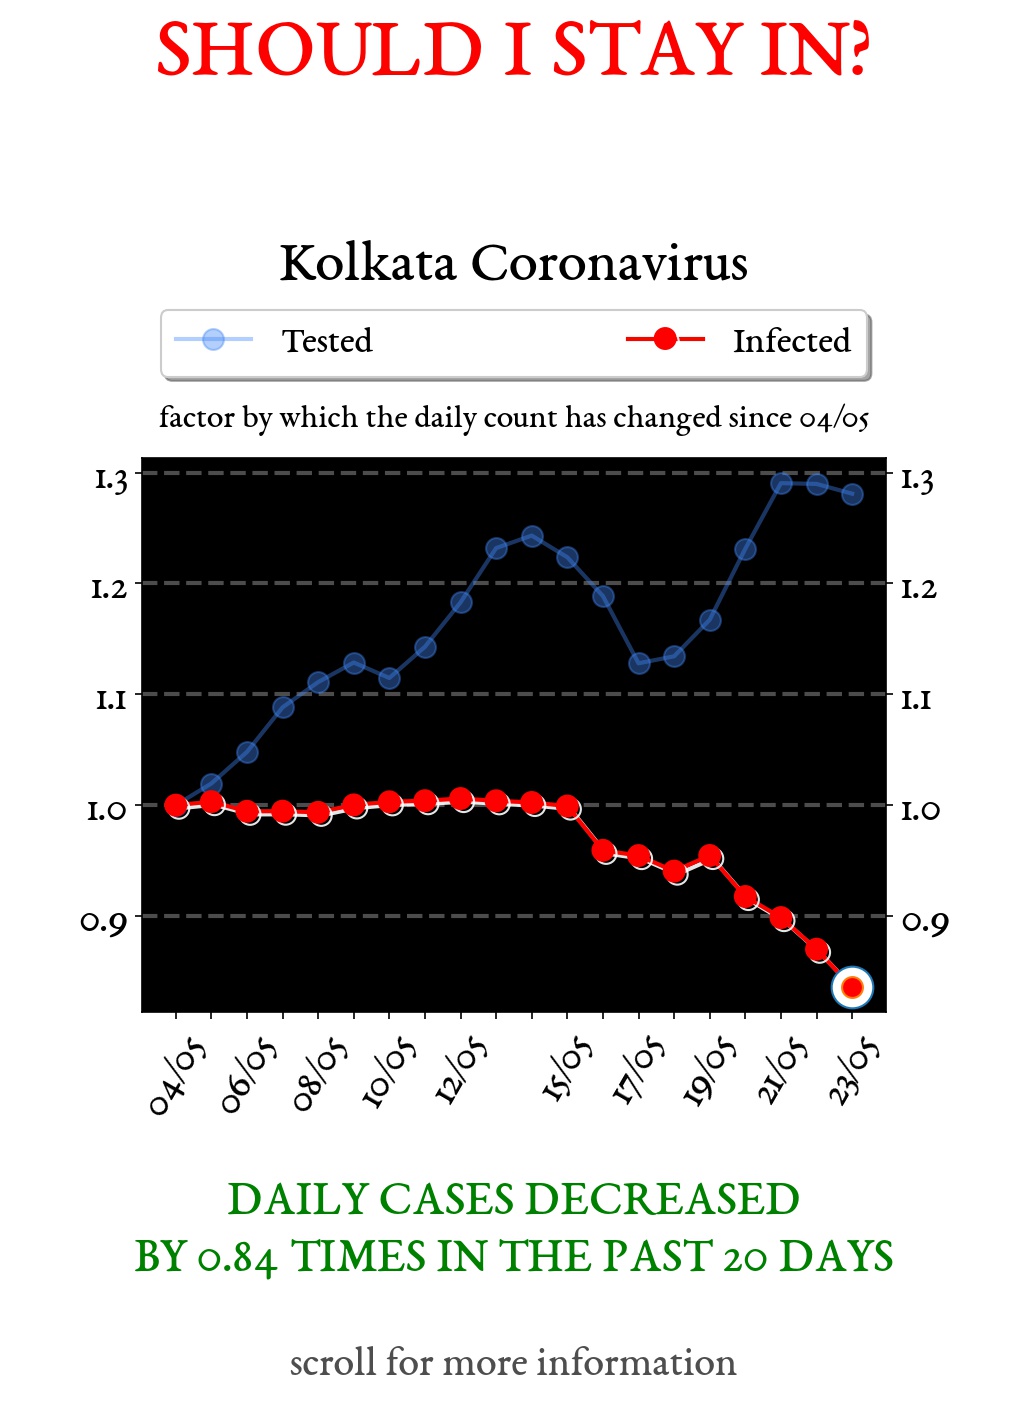 SHOULD I STAY IN?
Kolkata Coronavirus
Tested Infected
factor by which the daily count has changed since 04/05
1.3 1.3
1.2 1.2
1.1 1.1
1.0 1.0
0.9 0.9
04/05 06/05 08/05 10/05 12/05 15/05 17/05 19/05 21/05 23/05
DAILY CASES DECREASED
BY 0.84 TIMES IN THE PAST 20 DAYS
scroll for more information